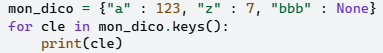 mon_dico = {"a" : 123, "z" : 7, "bbb" : None}
for cle in mon_dico.keys():
    print(cle)